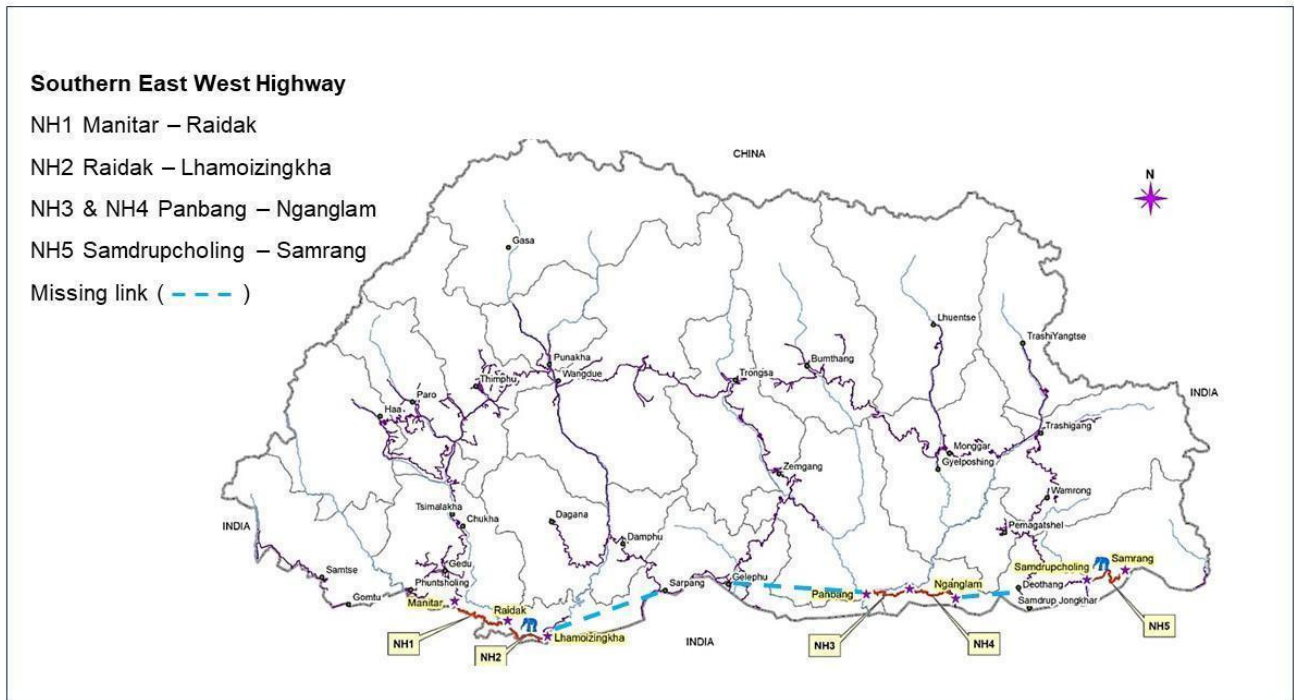 Southern East West Highway
NH1 Manitar – Raidak
NH2 Raidak – Lhamoizingkha
NH3 & NH4 Panbang – Nganglam
NH5 Samdrupcholing – Samrang
Missing link ( --- )
CHINA
N
Gasa
Lhuentse
TrashiYangtse
Punakha
Bumthang
Thimphu
Wangdue
Trongsa
INDIA
Paro
Haa
Trashigang
Monggar
Gyelposhing
Zemgang
Wamrong
Tsimalakha
Dagana
INDIA
Chukha
Pemagatshel
Damphu
Samdrupcholing
Samrang
Gedu
Samtse
Phuntsholing
Gelephu
Nganglam
Deothang
Sarpang
Panbang
Gomtu
Manitar
Samdrup Jongkhar
Raidak
NH5
Lhamoizingkha
INDIA
NH1
NH2
NH3
NH4